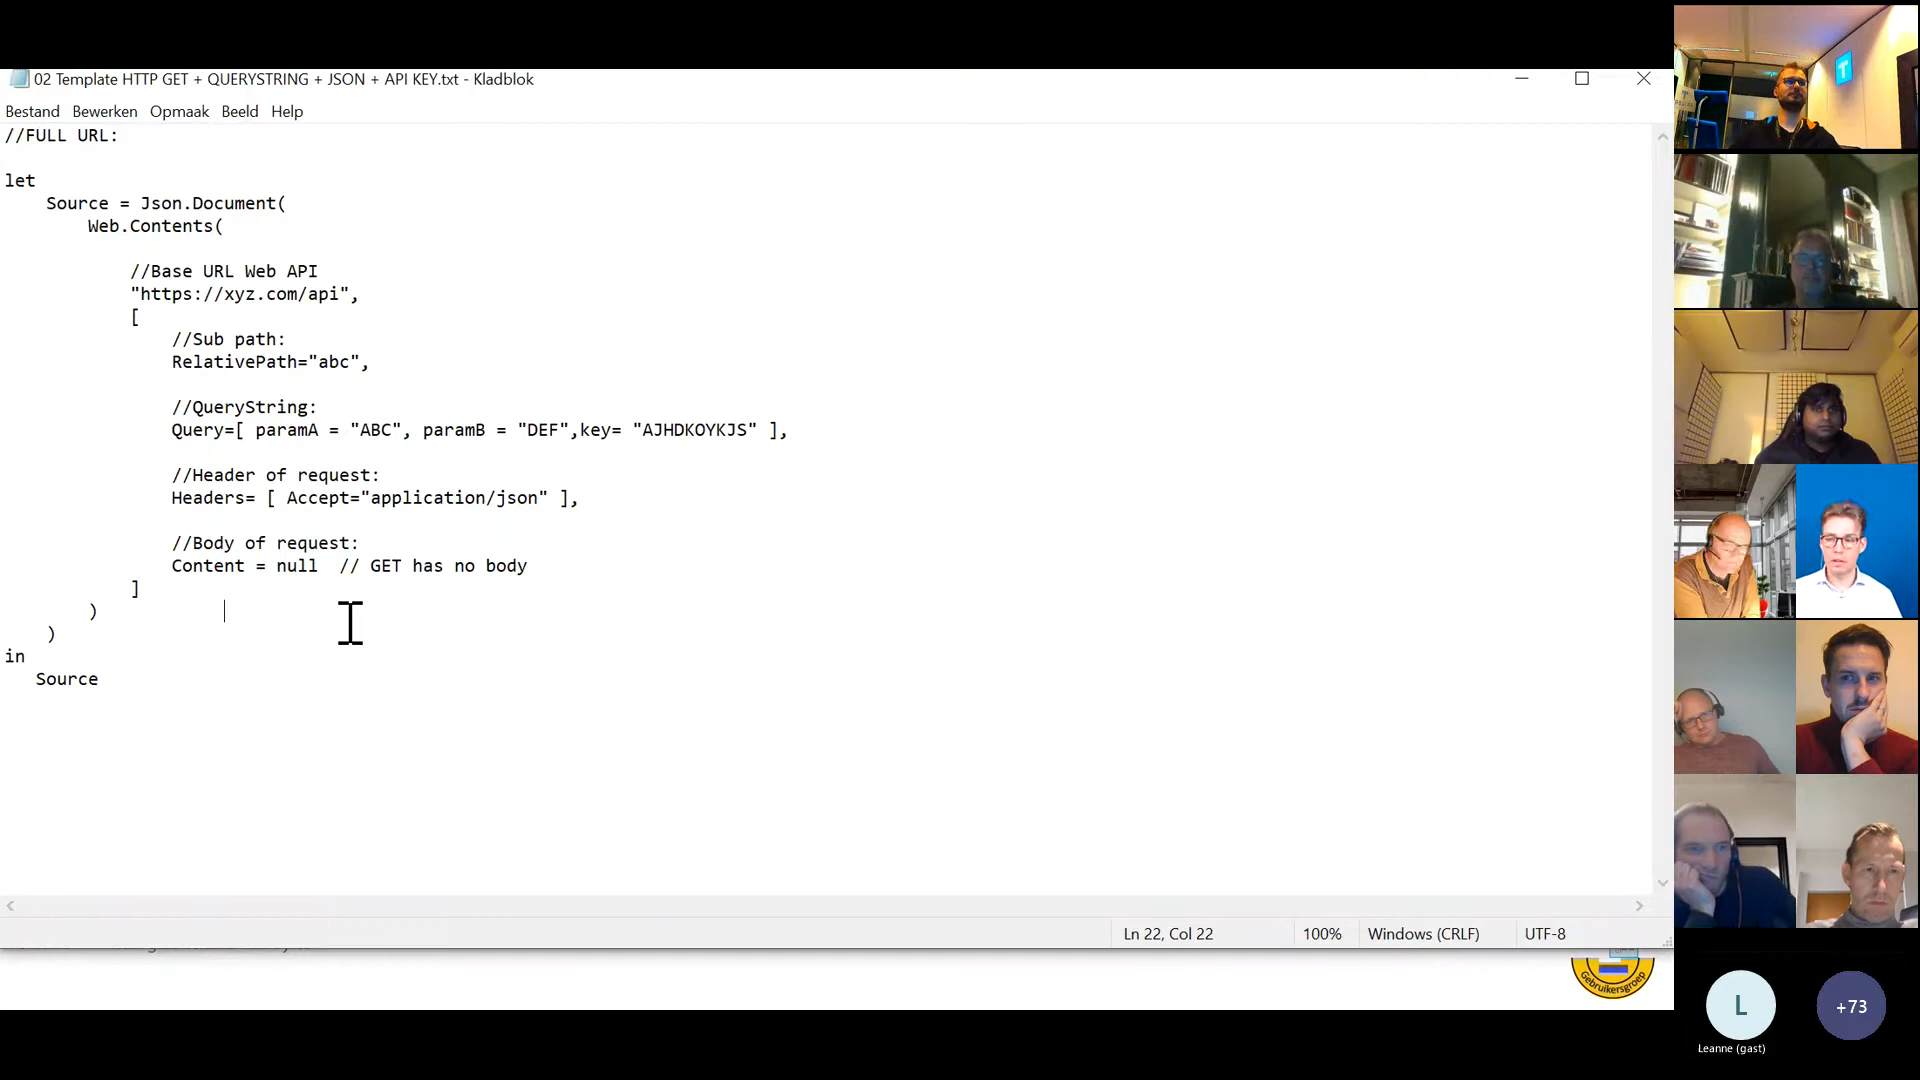 02 Template HTTP GET + QUERYSTRING + JSON + API KEY.txt - Kladblok
Bestand Bewerken Opmaak Beeld Help
//FULL URL:
let
Source = Json.Document(
Web.Contents(
//Base URL Web API
"https://xyz.com/api",
[
//Sub path:
RelativePath="abc",
//QueryString:
Query=[ paramA = "ABC", paramB = "DEF",key= "AJHDKOYKJS" ],
//Header of request:
Headers= [ Accept="application/json" ],
//Body of request:
Content = null  // GET has no body
]
)
)
in
Source
Ln 22, Col 22 100% Windows (CRLF) UTF-8
Gebruikersgroep
L
+73
Leanne (gast)